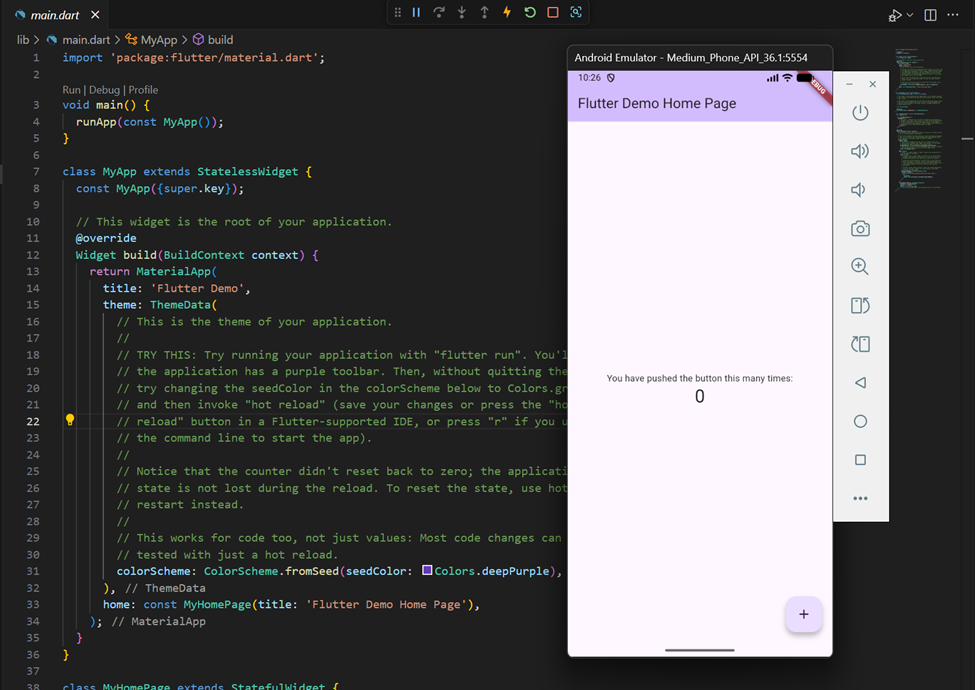 main.dart
lib > main.dart > MyApp > build
1 import 'package:flutter/material.dart';
2
Run | Debug | Profile
3 void main() {
4 runApp(const MyApp());
5 }
6
7 class MyApp extends StatelessWidget {
8 const MyApp({super.key});
9
10 // This widget is the root of your application.
11 @override
12 Widget build(BuildContext context) {
13 return MaterialApp(
14 title: 'Flutter Demo',
15 theme: ThemeData(
16 // This is the theme of your application.
17 //
18 // TRY THIS: Try running your application with "flutter run". You'l
19 // the application has a purple toolbar. Then, without quitting the
20 // try changing the seedColor in the colorScheme below to Colors.gr
21 // and then invoke "hot reload" (save your changes or press the "ho
22 // reload" button in a Flutter-supported IDE, or press "r" if you u
23 // the command line to start the app).
24 //
25 // Notice that the counter didn't reset back to zero; the applicati
26 // state is not lost during the reload. To reset the state, use hot
27 // restart instead.
28 //
29 // This works for code too, not just values: Most code changes can
30 // tested with just a hot reload.
31 colorScheme: ColorScheme.fromSeed(seedColor: Colors.deepPurple),
32 ), // ThemeData
33 home: const MyHomePage(title: 'Flutter Demo Home Page'),
34 ); // MaterialApp
35 }
36 }
37
38 class MyHomePage extends StatefulWidget {
Android Emulator - Medium_Phone_API_36.1:5554
10:26
DEBUG
Flutter Demo Home Page
You have pushed the button this many times:
0
+